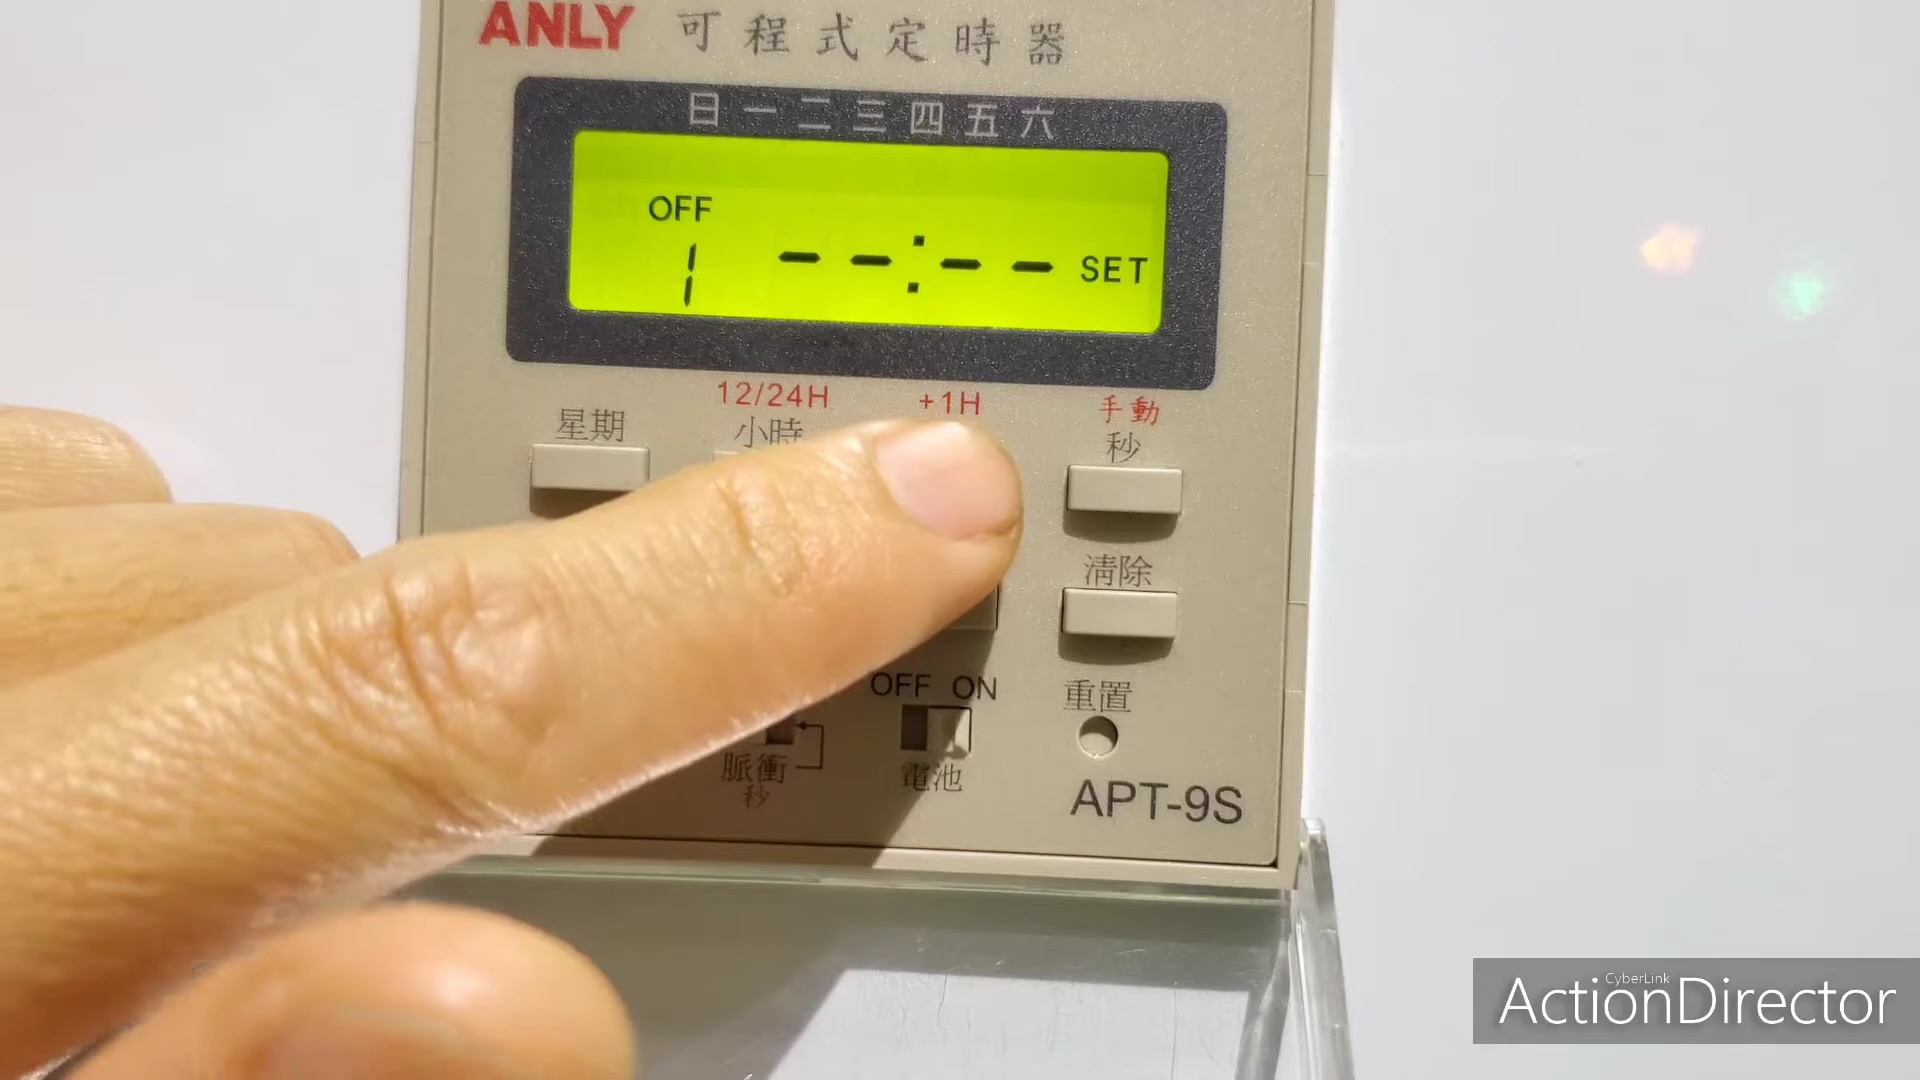 ANLY 可程式定時器
日 一 二 三 四 五 六
OFF
1 --:-- SET
12/24H +1H 手動
星期 小時 秒
清除
OFF ON 重置
脈衝 電池
秒
APT-9S
CyberLink
ActionDirector